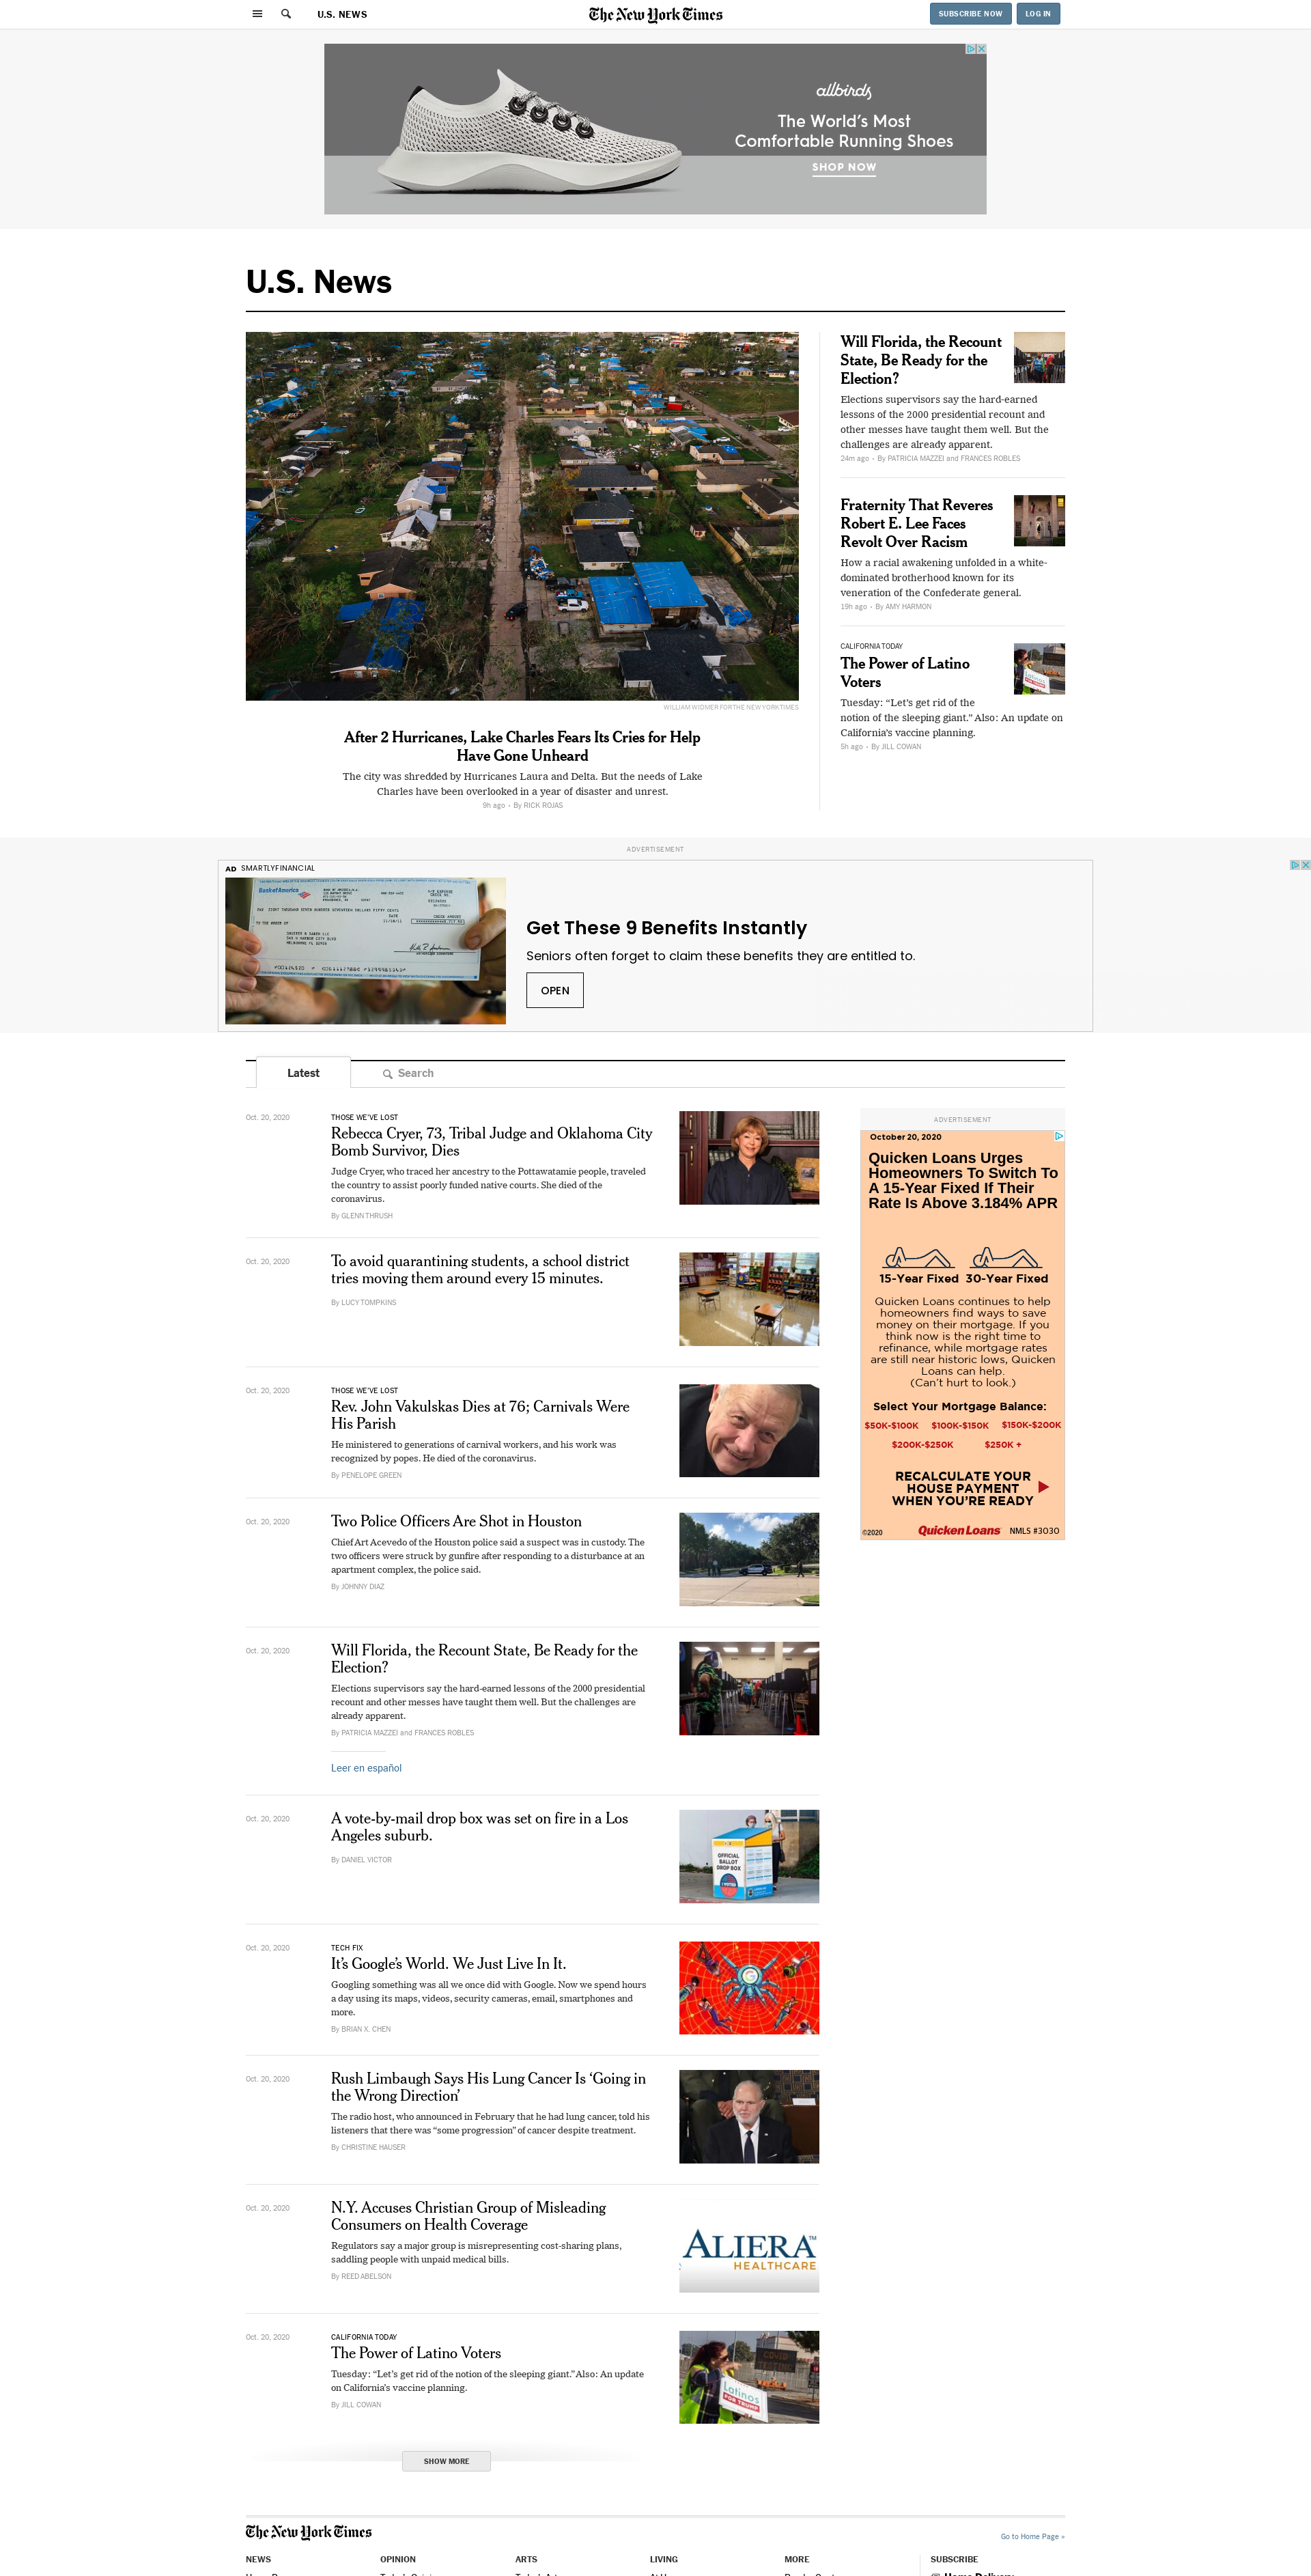 U.S. NEWS
The New York Times
SUBSCRIBE NOW
LOG IN
allbirds
The World's Most
Comfortable Running Shoes
SHOP NOW
U.S. News
WILLIAM WIDMER FOR THE NEW YORK TIMES
After 2 Hurricanes, Lake Charles Fears Its Cries for Help
Have Gone Unheard
The city was shredded by Hurricanes Laura and Delta. But the needs of Lake
Charles have been overlooked in a year of disaster and unrest.
9h ago • By RICK ROJAS
Will Florida, the Recount
State, Be Ready for the
Election?
Elections supervisors say the hard-earned
lessons of the 2000 presidential recount and
other messes have taught them well. But the
challenges are already apparent.
24m ago • By PATRICIA MAZZEI and FRANCES ROBLES
Fraternity That Reveres
Robert E. Lee Faces
Revolt Over Racism
How a racial awakening unfolded in a white-
dominated brotherhood known for its
veneration of the Confederate general.
19h ago • By AMY HARMON
CALIFORNIA TODAY
The Power of Latino
Voters
Tuesday: “Let’s get rid of the
notion of the sleeping giant.” Also: An update on
California’s vaccine planning.
5h ago • By JILL COWAN
ADVERTISEMENT
AD SMARTLYFINANCIAL
Bank of America
Get These 9 Benefits Instantly
Seniors often forget to claim these benefits they are entitled to.
OPEN
Latest
Search
Oct. 20, 2020
THOSE WE’VE LOST
Rebecca Cryer, 73, Tribal Judge and Oklahoma City
Bomb Survivor, Dies
Judge Cryer, who traced her ancestry to the Pottawatamie people, traveled
the country to assist poorly funded native courts. She died of the
coronavirus.
By GLENN THRUSH
Oct. 20, 2020
To avoid quarantining students, a school district
tries moving them around every 15 minutes.
By LUCY TOMPKINS
Oct. 20, 2020
THOSE WE’VE LOST
Rev. John Vakulskas Dies at 76; Carnivals Were
His Parish
He ministered to generations of carnival workers, and his work was
recognized by popes. He died of the coronavirus.
By PENELOPE GREEN
Oct. 20, 2020
Two Police Officers Are Shot in Houston
Chief Art Acevedo of the Houston police said a suspect was in custody. The
two officers were struck by gunfire after responding to a disturbance at an
apartment complex, the police said.
By JOHNNY DIAZ
Oct. 20, 2020
Will Florida, the Recount State, Be Ready for the
Election?
Elections supervisors say the hard-earned lessons of the 2000 presidential
recount and other messes have taught them well. But the challenges are
already apparent.
By PATRICIA MAZZEI and FRANCES ROBLES
Leer en español
Oct. 20, 2020
A vote-by-mail drop box was set on fire in a Los
Angeles suburb.
By DANIEL VICTOR
OFFICIAL
BALLOT
DROP BOX
Oct. 20, 2020
TECH FIX
It’s Google’s World. We Just Live In It.
Googling something was all we once did with Google. Now we spend hours
a day using its maps, videos, security cameras, email, smartphones and
more.
By BRIAN X. CHEN
Oct. 20, 2020
Rush Limbaugh Says His Lung Cancer Is ‘Going in
the Wrong Direction’
The radio host, who announced in February that he had lung cancer, told his
listeners that there was “some progression” of cancer despite treatment.
By CHRISTINE HAUSER
Oct. 20, 2020
N.Y. Accuses Christian Group of Misleading
Consumers on Health Coverage
Regulators say a major group is misrepresenting cost-sharing plans,
saddling people with unpaid medical bills.
By REED ABELSON
ALIERA™
HEALTHCARE
Oct. 20, 2020
CALIFORNIA TODAY
The Power of Latino Voters
Tuesday: “Let’s get rid of the notion of the sleeping giant.” Also: An update
on California’s vaccine planning.
By JILL COWAN
Latinos
FOR TRUMP
SHOW MORE
ADVERTISEMENT
October 20, 2020
Quicken Loans Urges
Homeowners To Switch To
A 15-Year Fixed If Their
Rate Is Above 3.184% APR
15-Year Fixed 30-Year Fixed
Quicken Loans continues to help
homeowners find ways to save
money on their mortgage. If you
think now is the right time to
refinance, while mortgage rates
are still near historic lows, Quicken
Loans can help.
(Can’t hurt to look.)
Select Your Mortgage Balance:
$50K-$100K $100K-$150K $150K-$200K
$200K-$250K $250K +
RECALCULATE YOUR
HOUSE PAYMENT
WHEN YOU’RE READY
©2020 Quicken Loans NMLS #3030
The New York Times
Go to Home Page »
NEWS OPINION ARTS LIVING MORE SUBSCRIBE